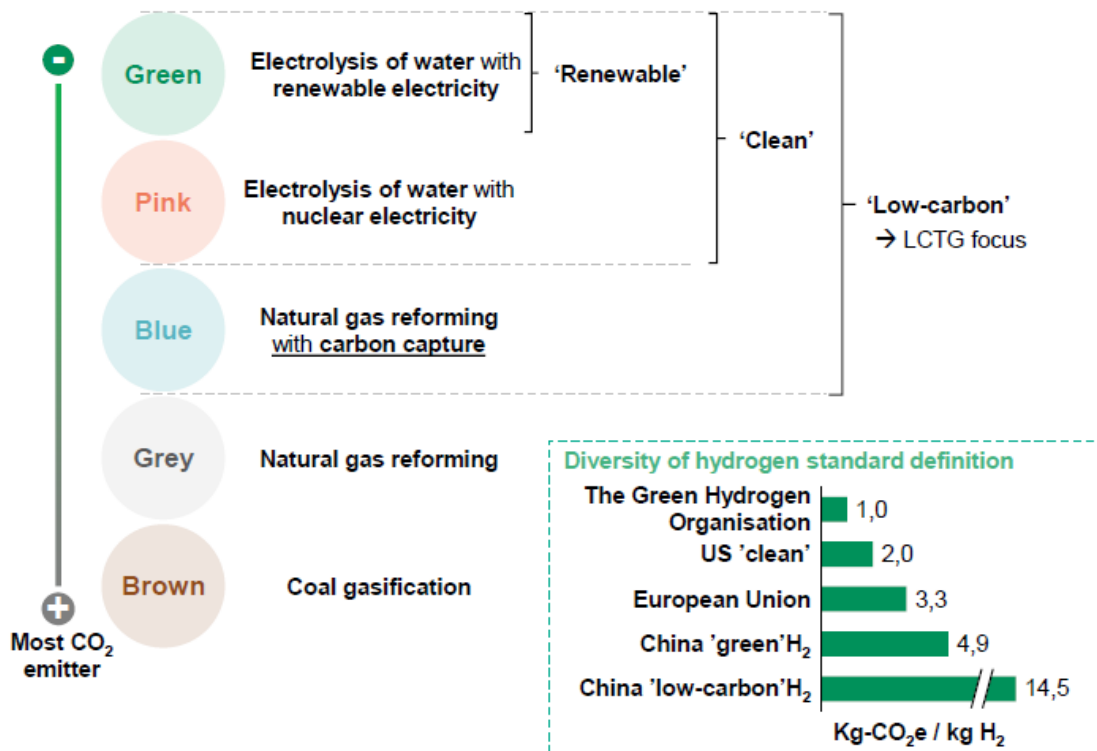 -
Green
Electrolysis of water with
renewable electricity
‘Renewable’
‘Clean’
Pink
Electrolysis of water with
nuclear electricity
‘Low-carbon’
→ LCTG focus
Blue
Natural gas reforming
with carbon capture
Grey
Natural gas reforming
Brown
Coal gasification
+
Most CO₂
emitter
Diversity of hydrogen standard definition
The Green Hydrogen
Organisation
1,0
US ’clean’
2,0
European Union
3,3
China ’green’H₂
4,9
China ’low-carbon’H₂
14,5
Kg-CO₂e / kg H₂